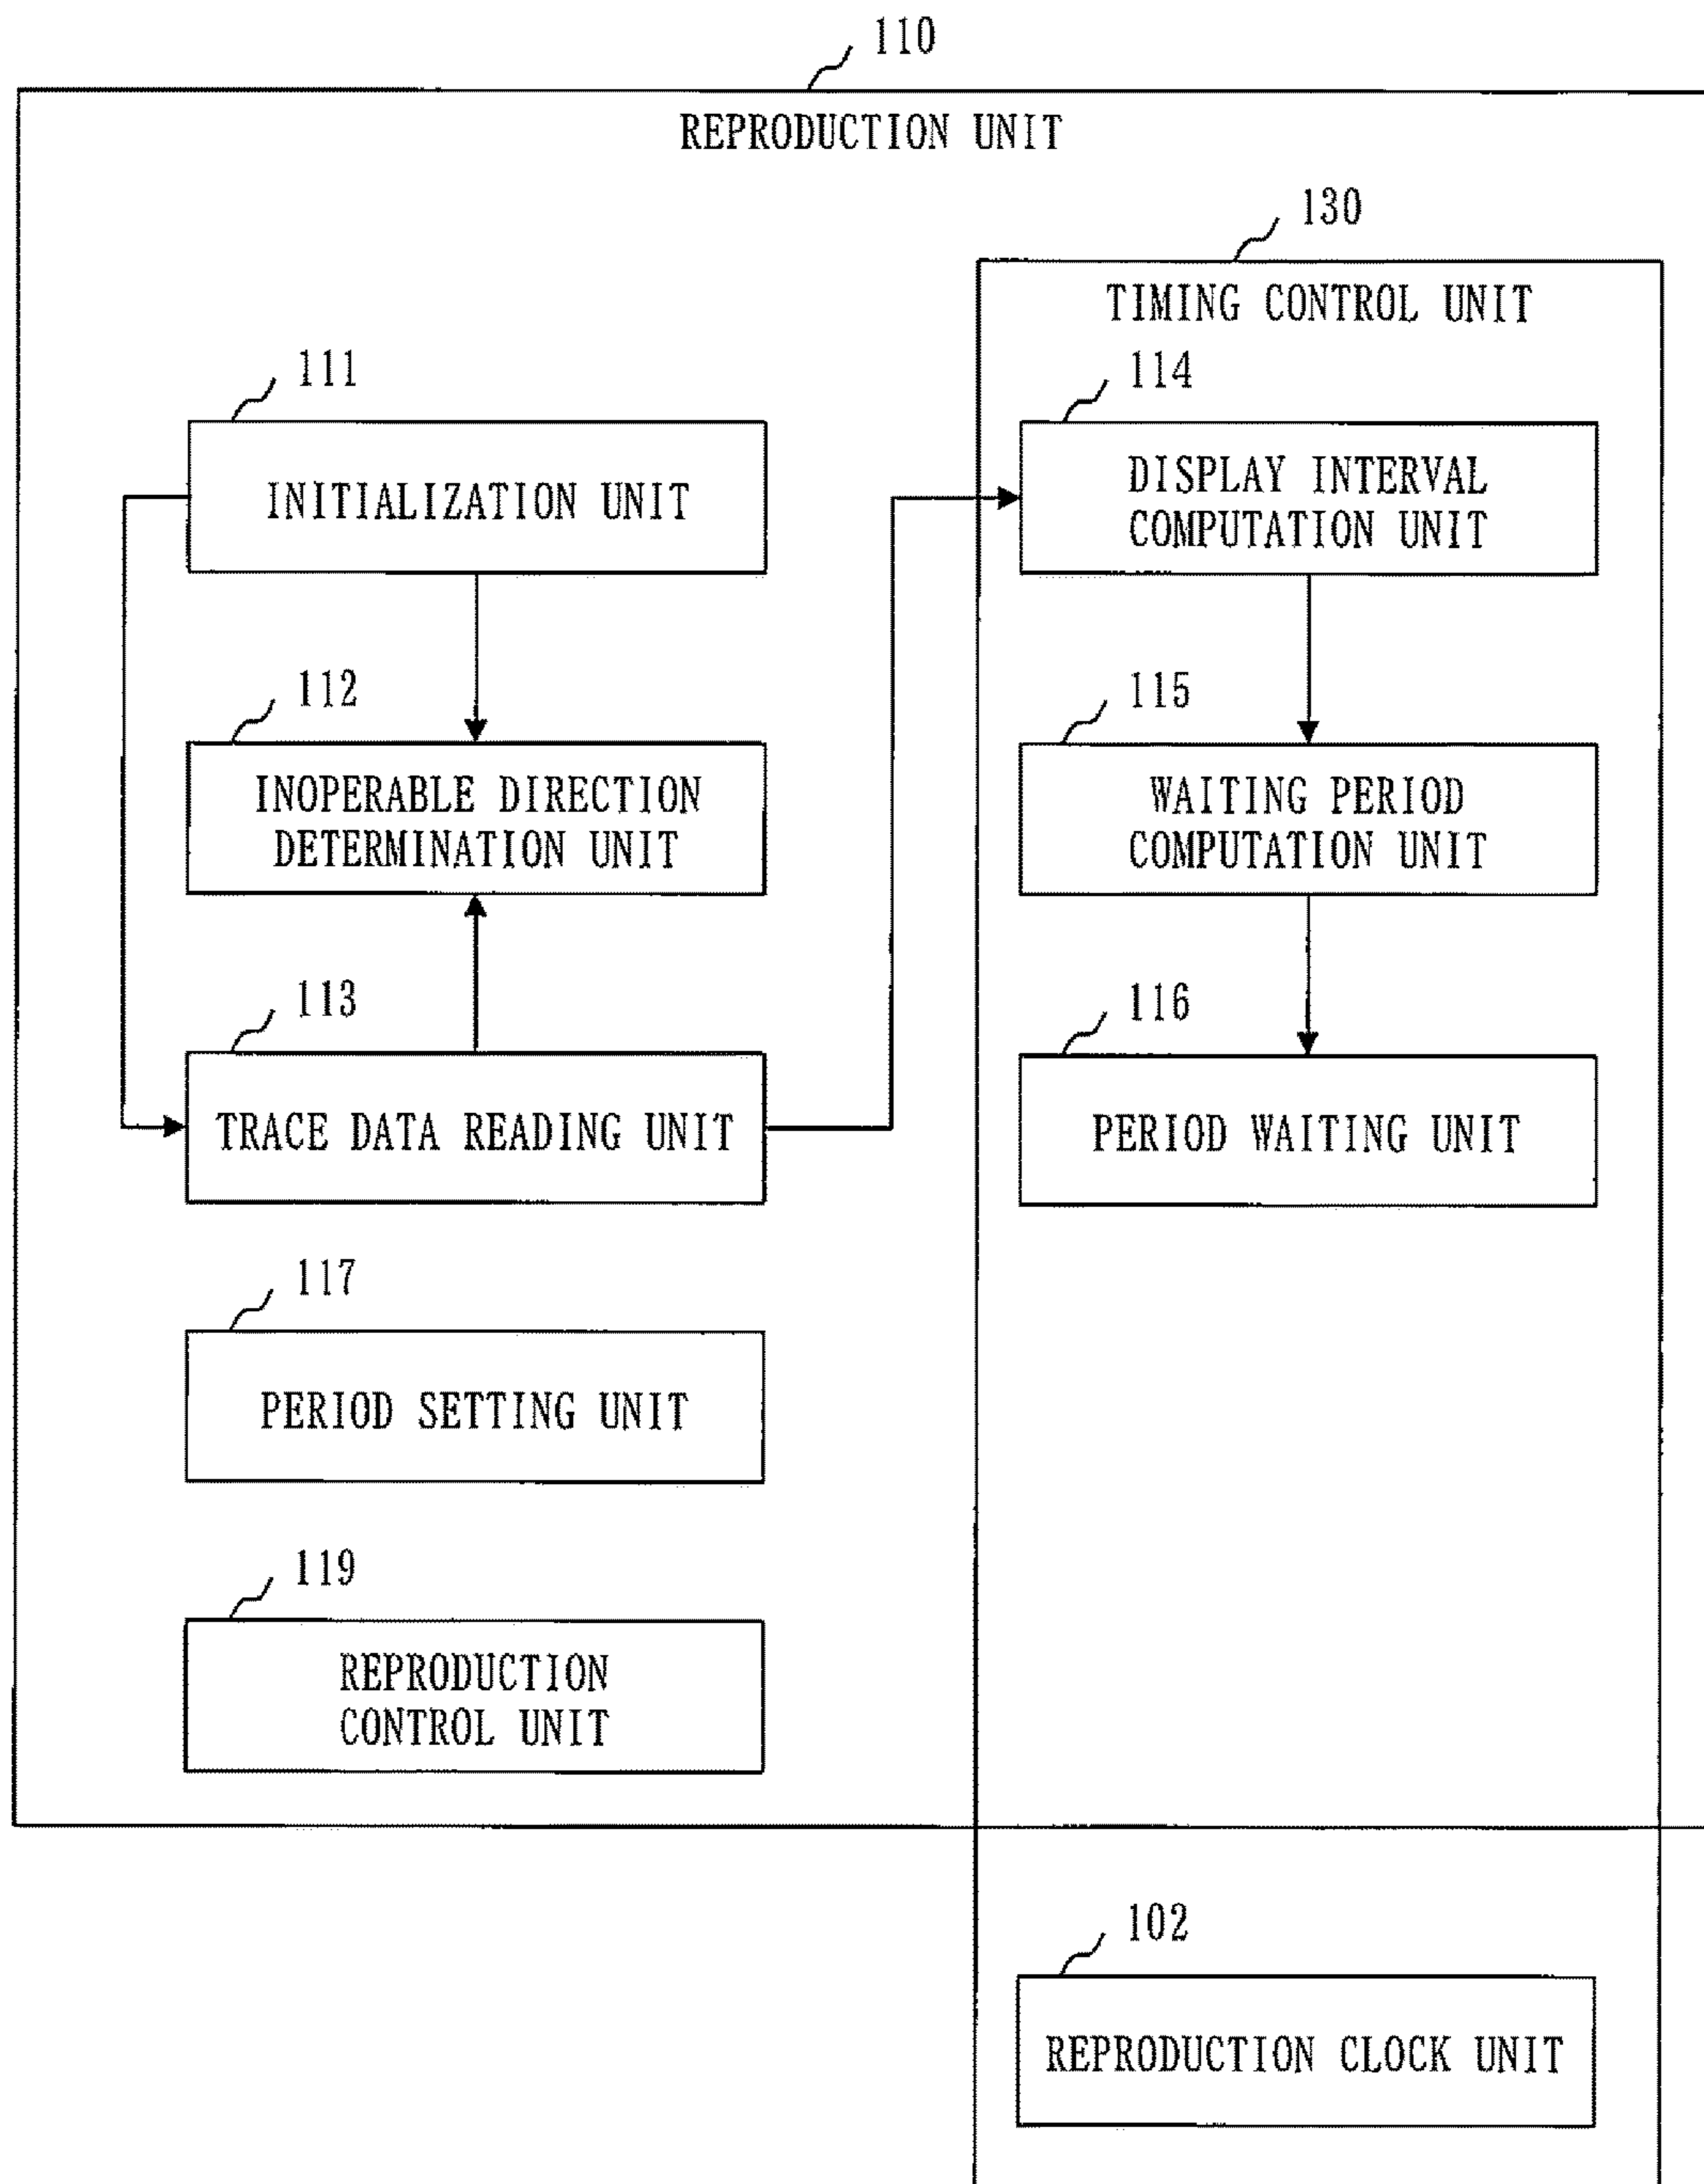 110
REPRODUCTION UNIT
130
TIMING CONTROL UNIT
111
INITIALIZATION UNIT
114
DISPLAY INTERVAL
COMPUTATION UNIT
112
INOPERABLE DIRECTION
DETERMINATION UNIT
115
WAITING PERIOD
COMPUTATION UNIT
113
TRACE DATA READING UNIT
116
PERIOD WAITING UNIT
117
PERIOD SETTING UNIT
119
REPRODUCTION
CONTROL UNIT
102
REPRODUCTION CLOCK UNIT